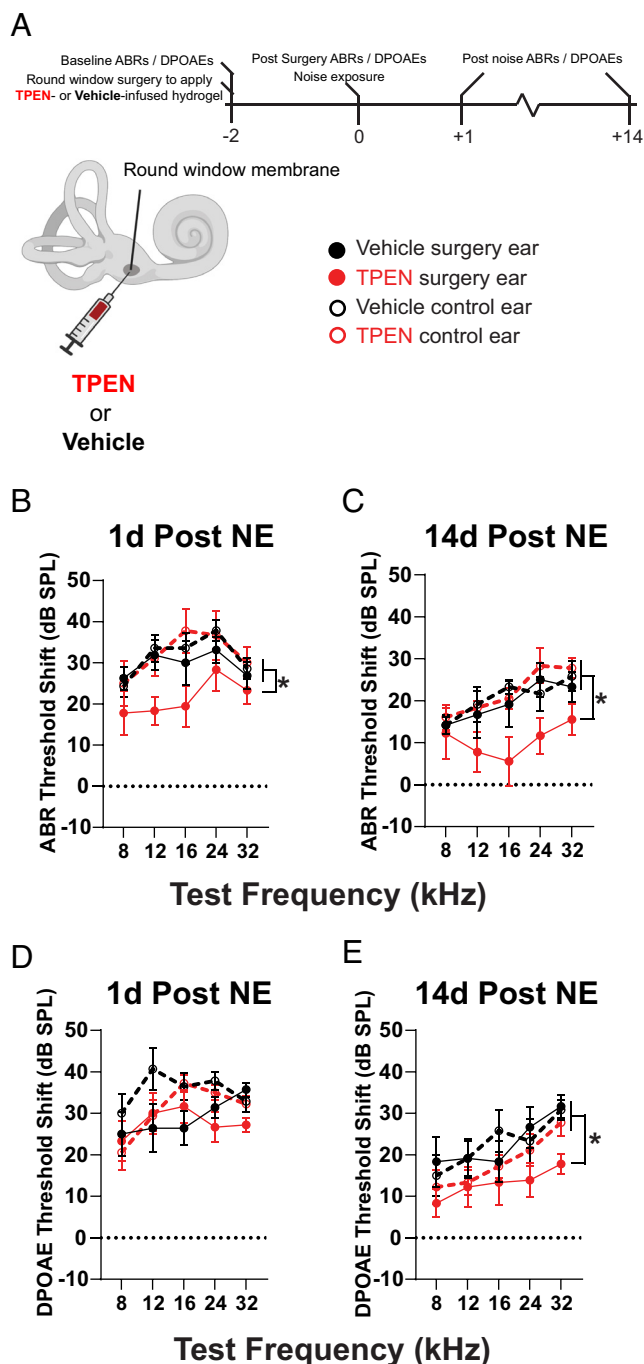 A
Baseline ABRs / DPOAEs
Round window surgery to apply
TPEN- or Vehicle-infused hydrogel
Post Surgery ABRs / DPOAEs
Noise exposure
Post noise ABRs / DPOAEs
-2
0
+1
+14
Round window membrane
TPEN
or
Vehicle
Vehicle surgery ear
TPEN surgery ear
Vehicle control ear
TPEN control ear
B
1d Post NE
ABR Threshold Shift (dB SPL)
50
40
30
20
10
0
-10
8 12 16 24 32
*
C
14d Post NE
ABR Threshold Shift (dB SPL)
50
40
30
20
10
0
-10
8 12 16 24 32
*
Test Frequency (kHz)
D
1d Post NE
DPOAE Threshold Shift (dB SPL)
50
40
30
20
10
0
-10
8 12 16 24 32
E
14d Post NE
DPOAE Threshold Shift (dB SPL)
50
40
30
20
10
0
-10
8 12 16 24 32
*
Test Frequency (kHz)